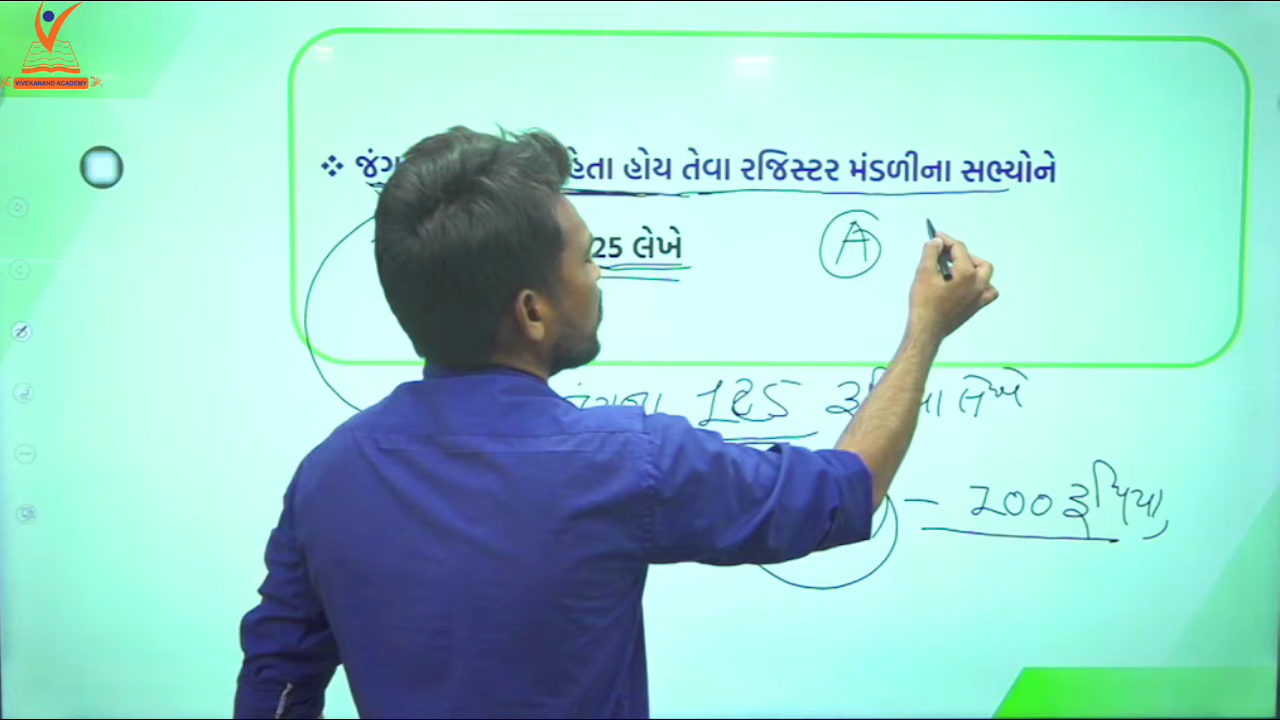 VIVEKANAND ACADEMY
હોય તેવા રજિસ્ટર મંડળીના સભ્યોને
25 લેખે
A
125 લેખે
- 200 રૂપિયા